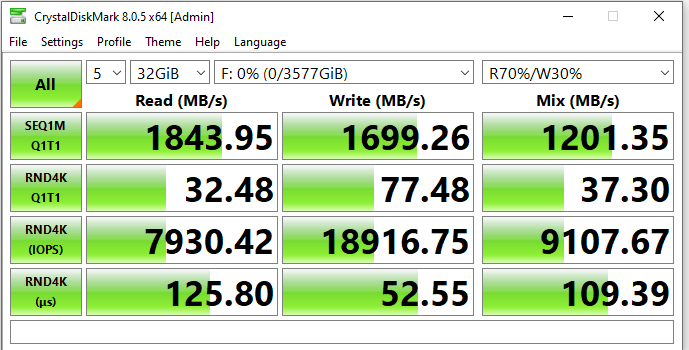 CrystalDiskMark 8.0.5 x64 [Admin]
File Settings Profile Theme Help Language
All 5 32GiB F: 0% (0/3577GiB) R70%/W30%
Read (MB/s) Write (MB/s) Mix (MB/s)
SEQ1M
Q1T1 1843.95 1699.26 1201.35
RND4K
Q1T1 32.48 77.48 37.30
RND4K
(IOPS) 7930.42 18916.75 9107.67
RND4K
(µs) 125.80 52.55 109.39